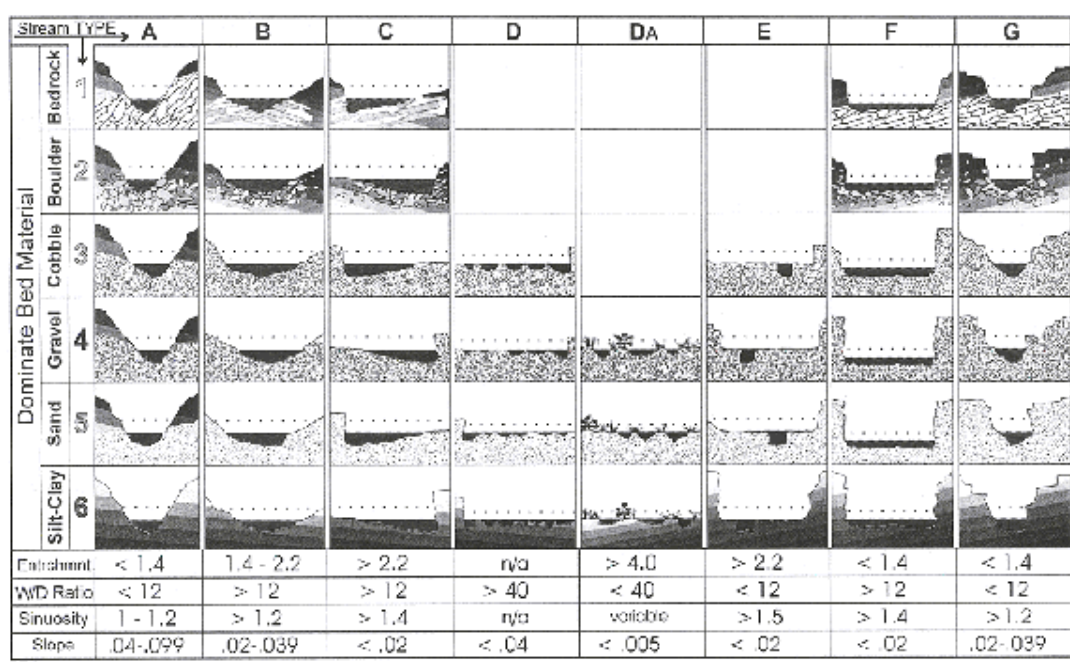 Stream TYPE A B C D DA E F G
Dominate Bed Material
Bedrock 1
Boulder 2
Cobble 3
Gravel 4
Sand 5
Silt-Clay 6
Entrchmnt. < 1.4 1.4 - 2.2 > 2.2 n/a > 4.0 > 2.2 < 1.4 < 1.4
W/D Ratio < 12 > 12 > 12 > 40 < 40 < 12 > 12 < 12
Sinuosity 1 - 1.2 > 1.2 > 1.4 n/a variable >1.5 > 1.4 >1.2
Slope .04-.099 .02-.039 < .02 < .04 < .005 < .02 < .02 .02-.039